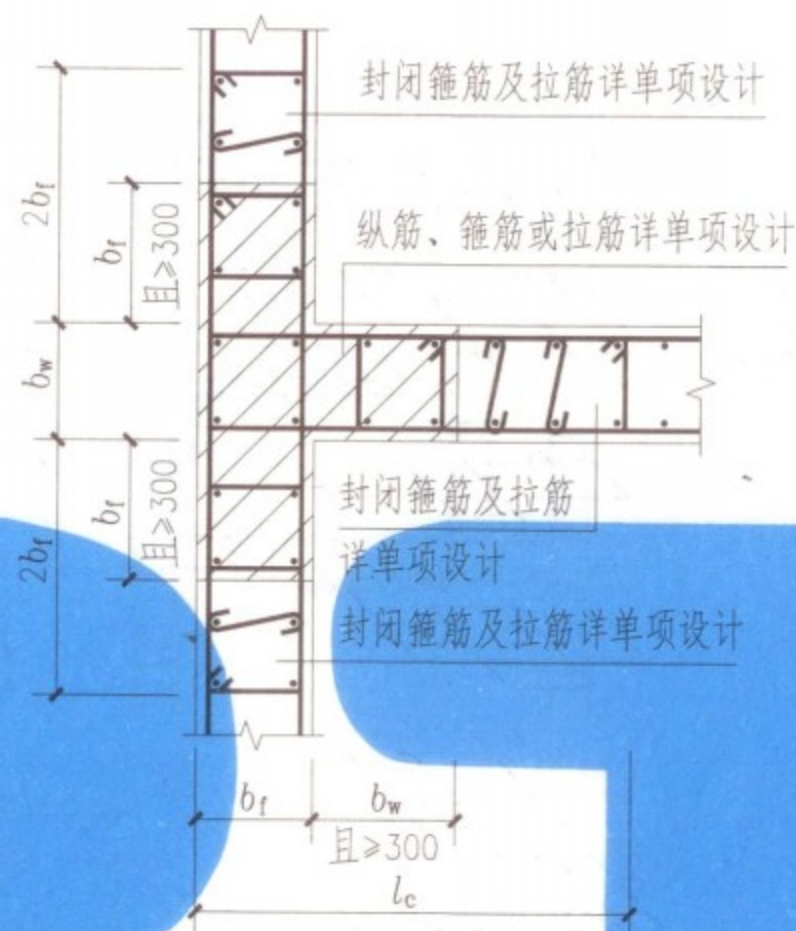 封闭箍筋及拉筋详单项设计
2bf
bf
且≥300
纵筋、箍筋或拉筋详单项设计
bw
封闭箍筋及拉筋
详单项设计
bf
且≥300
2bf
封闭箍筋及拉筋详单项设计
bf
bw
且≥300
lc